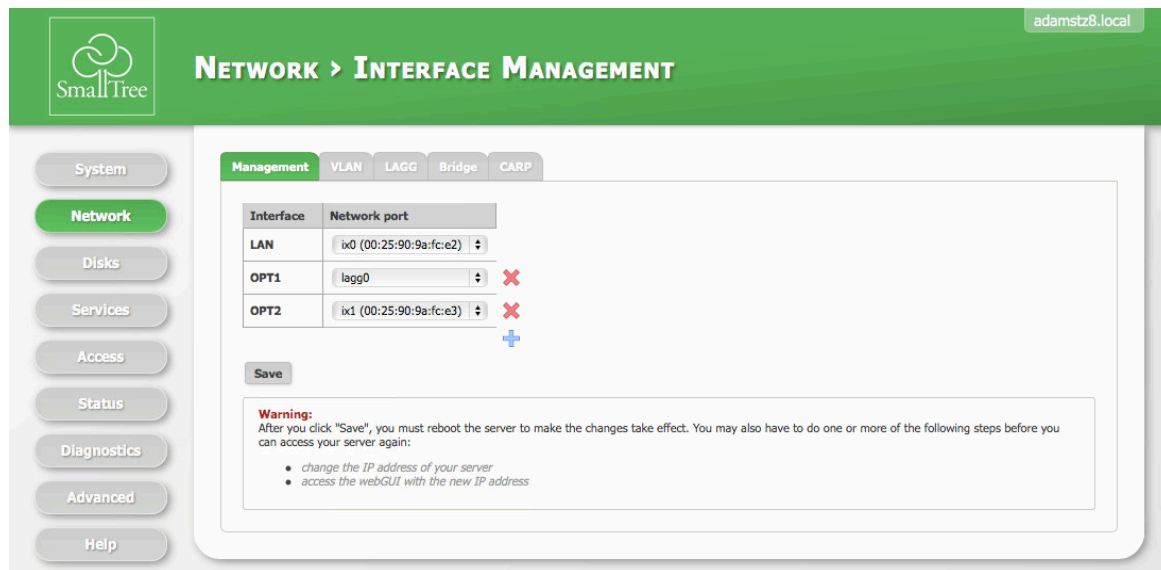 adamstz8.local
SmallTree
NETWORK > INTERFACE MANAGEMENT
System
Network
Disks
Services
Access
Status
Diagnostics
Advanced
Help
Management VLAN LAGG Bridge CARP
Interface Network port
LAN ix0 (00:25:90:9a:fc:e2)
OPT1 lagg0
OPT2 ix1 (00:25:90:9a:fc:e3)
Save
Warning:
After you click "Save", you must reboot the server to make the changes take effect. You may also have to do one or more of the following steps before you
can access your server again:
• change the IP address of your server
• access the webGUI with the new IP address